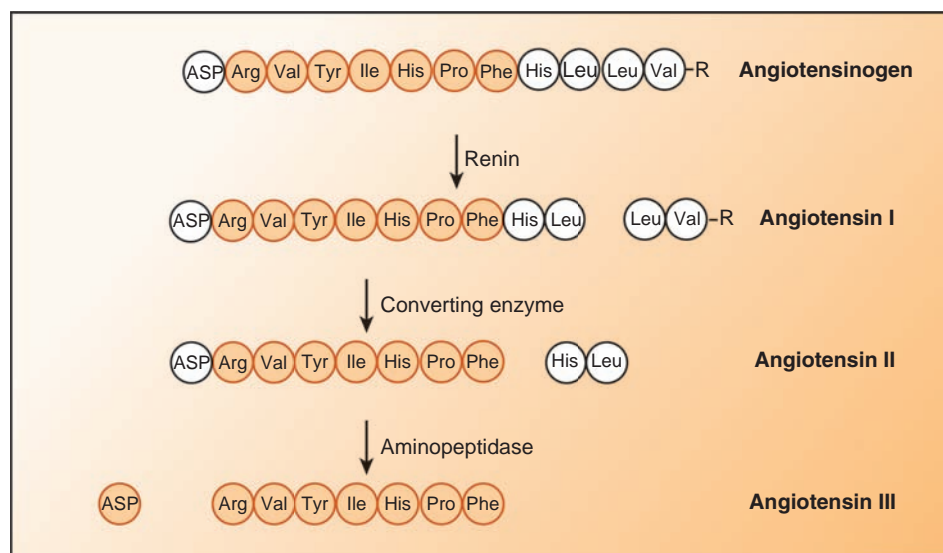 ASP Arg Val Tyr Ile His Pro Phe His Leu Leu Val –R Angiotensinogen
Renin
ASP Arg Val Tyr Ile His Pro Phe His Leu Leu Val –R Angiotensin I
Converting enzyme
ASP Arg Val Tyr Ile His Pro Phe His Leu Angiotensin II
Aminopeptidase
ASP Arg Val Tyr Ile His Pro Phe Angiotensin III